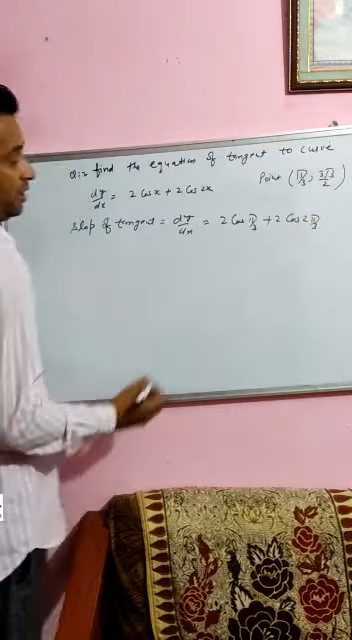 Q:2 find the equation of tangent to curve
dy/dx = 2 Cos x + 2 Cos 2x Point (π/3, 3√3/2)
Slop of tangent = dy/dx = 2 Cos π/3 + 2 Cos 2 π/3